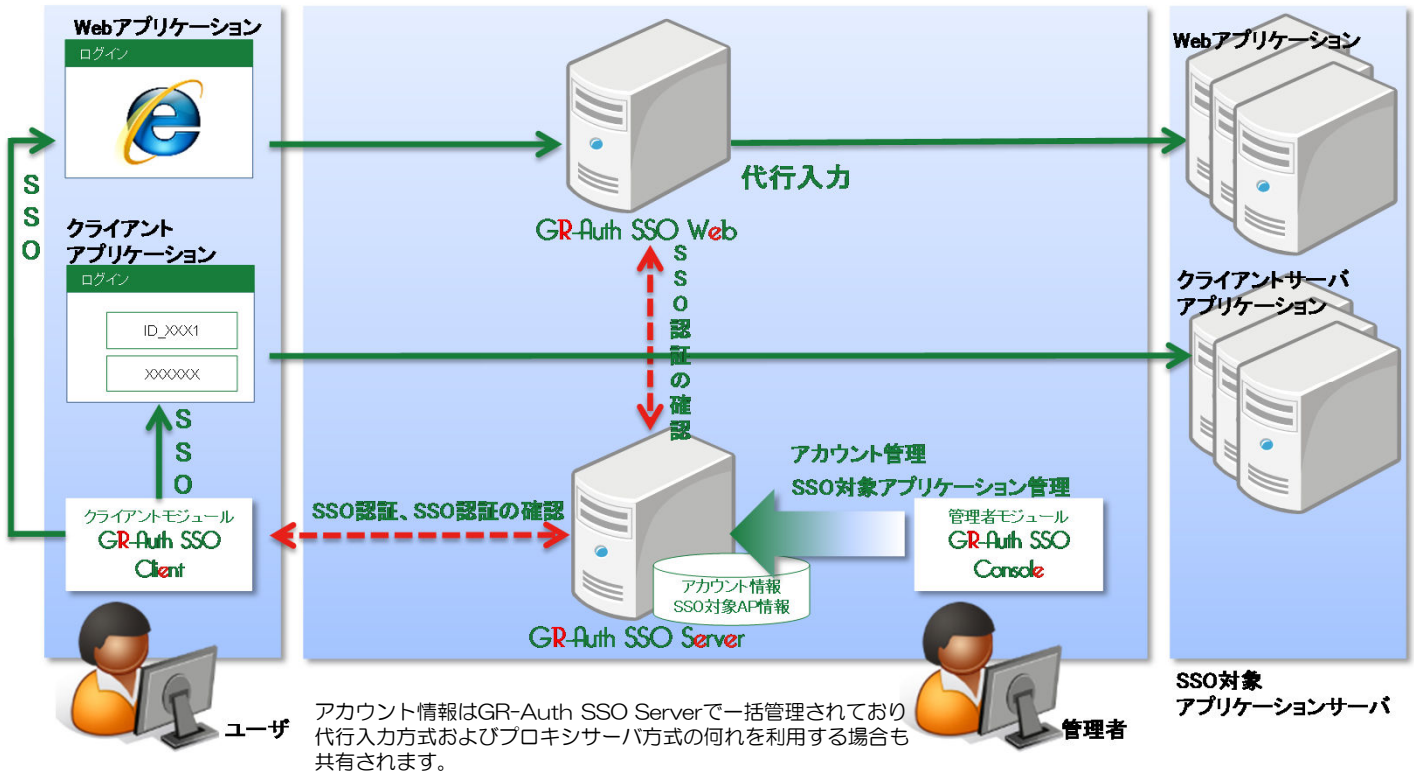 Webアプリケーション
ログイン
SSO
クライアント
アプリケーション
ログイン
ID_XXX1
XXXXXX
SSO
クライアントモジュール
GR-Auth SSO
Client
ユーザ
GR-Auth SSO Web
代行入力
SSO認証の確認
SSO認証、SSO認証の確認
アカウント管理
SSO対象アプリケーション管理
管理者モジュール
GR-Auth SSO
Console
アカウント情報
SSO対象AP情報
GR-Auth SSO Server
管理者
アカウント情報はGR-Auth SSO Serverで一括管理されており
代行入力方式およびプロキシサーバ方式の何れを利用する場合も
共有されます。
Webアプリケーション
クライアントサーバ
アプリケーション
SSO対象
アプリケーションサーバ